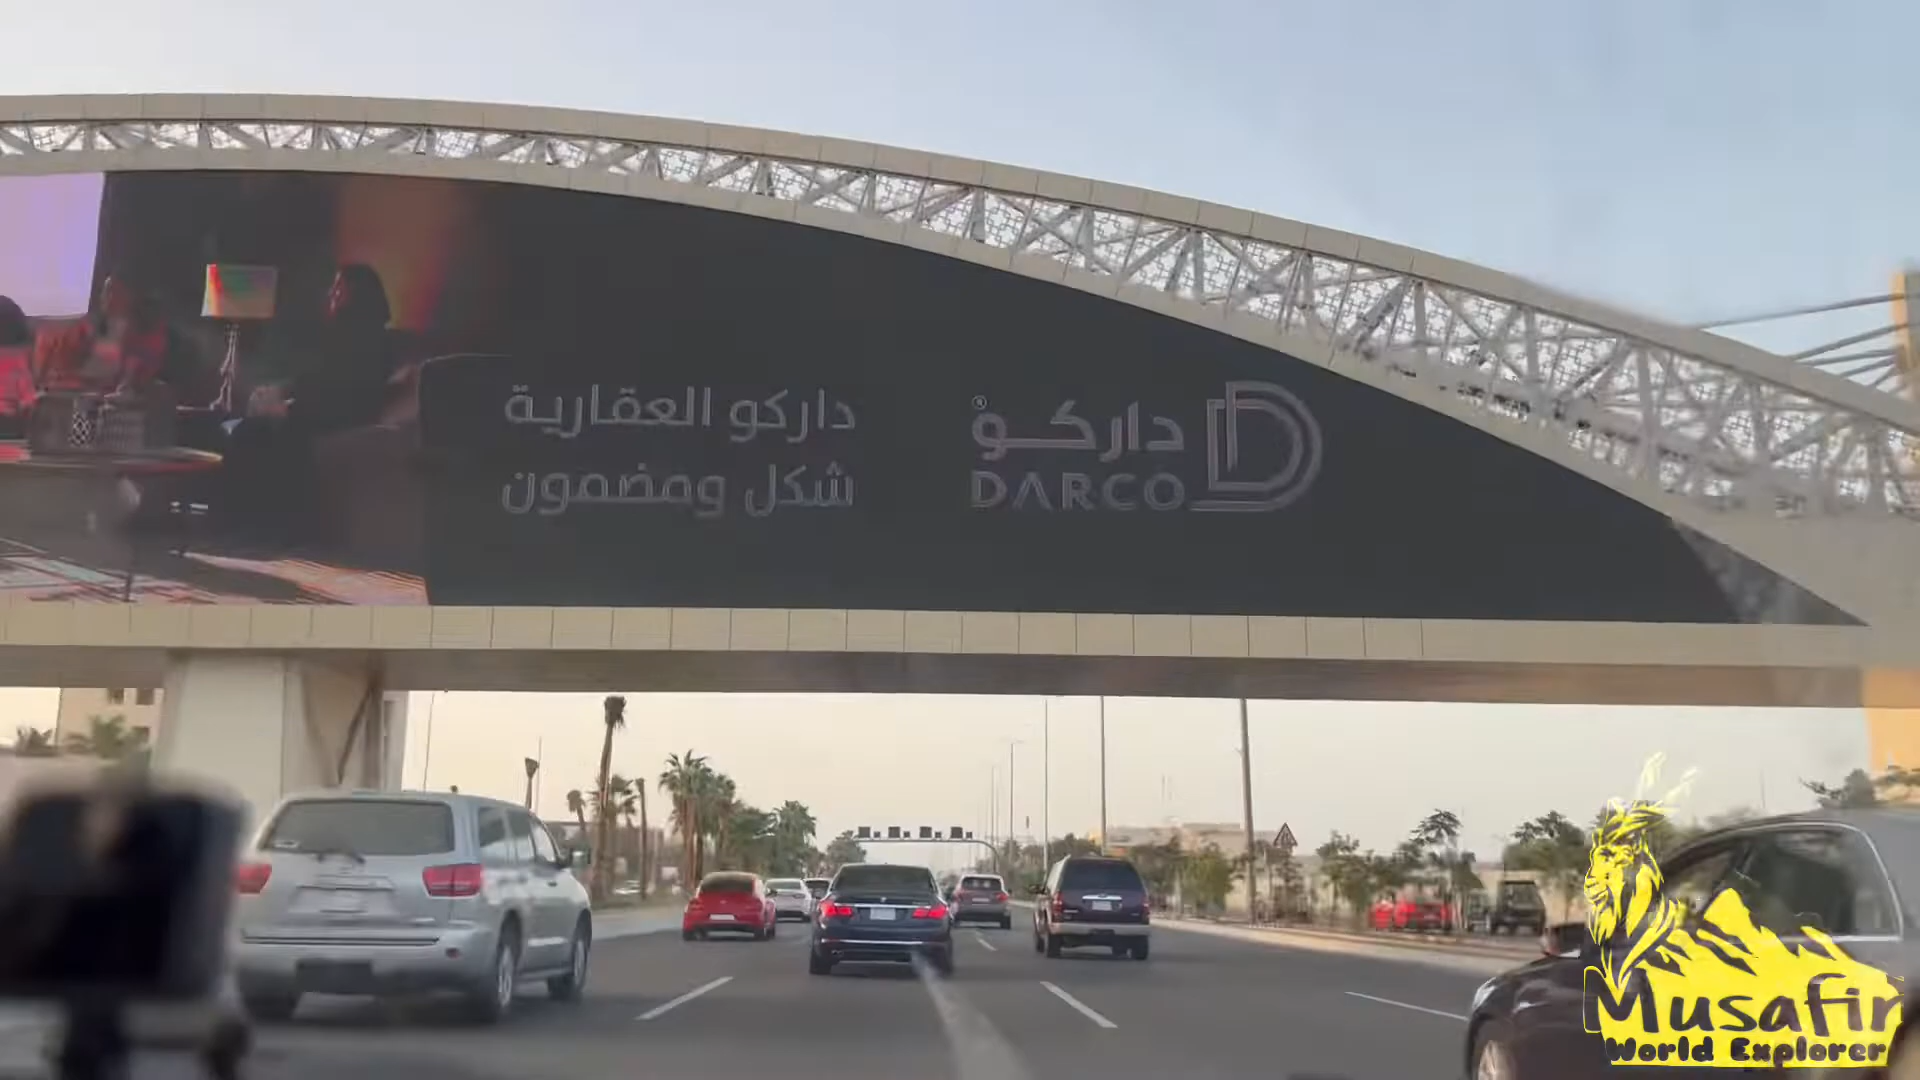 داركو
DARCO
داركو العقارية
شكل ومضمون
Musafir
World Explorer